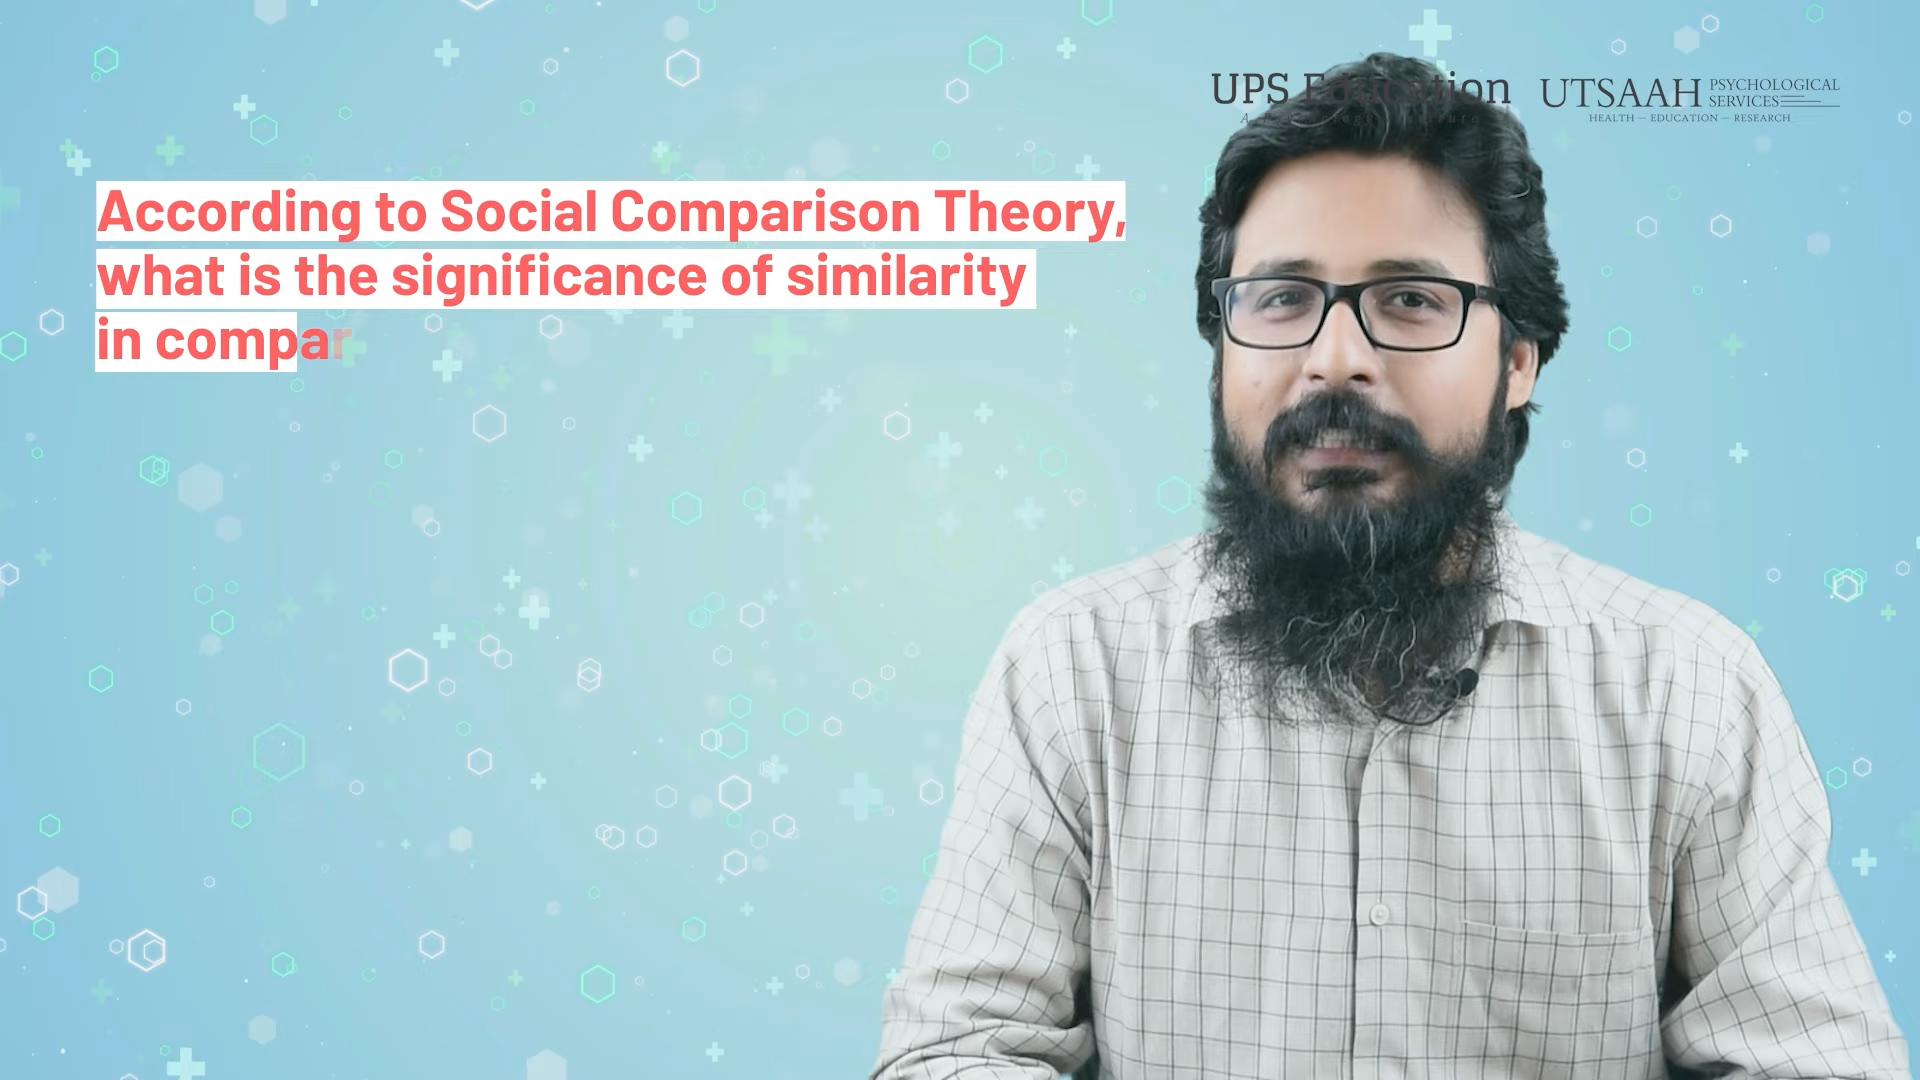 UPS Education
UTSAAH PSYCHOLOGICAL SERVICES
HEALTH – EDUCATION – RESEARCH
According to Social Comparison Theory,
what is the significance of similarity
in compar